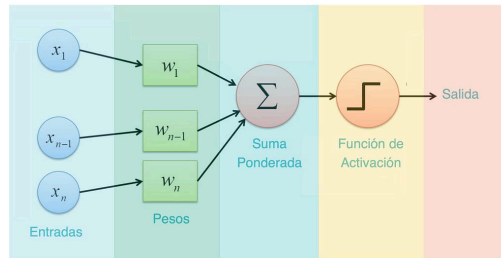 x₁
w₁
xₙ₋₁
wₙ₋₁
Σ
Salida
xₙ
wₙ
Suma
Ponderada
Función de
Activación
Entradas
Pesos